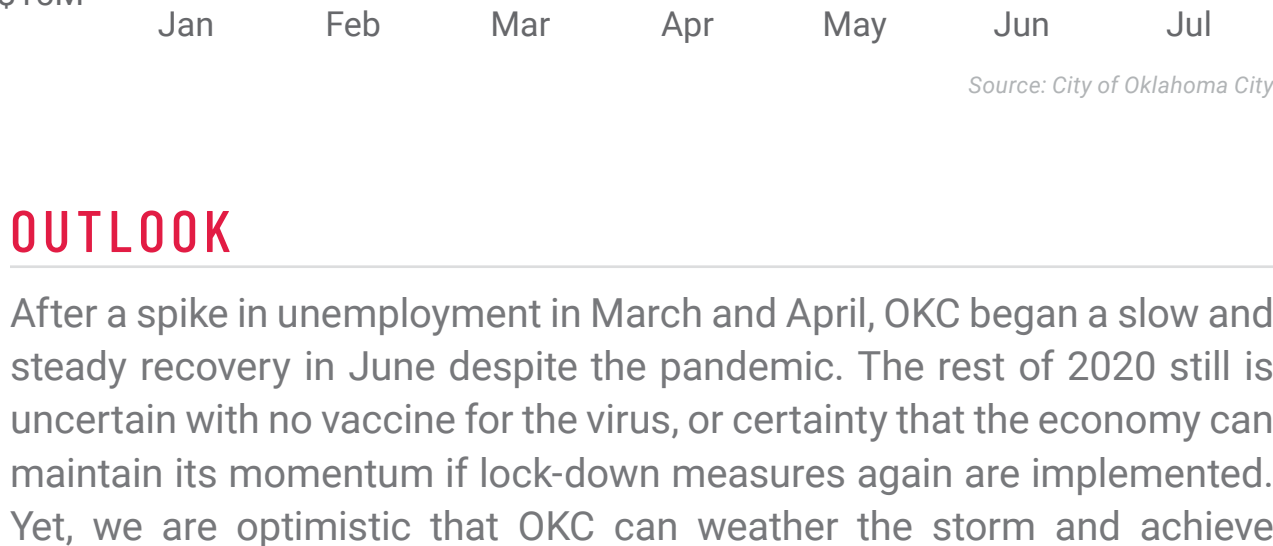 Jan Feb Mar Apr May Jun Jul
Source: City of Oklahoma City
OUTLOOK
After a spike in unemployment in March and April, OKC began a slow and
steady recovery in June despite the pandemic. The rest of 2020 still is
uncertain with no vaccine for the virus, or certainty that the economy can
maintain its momentum if lock-down measures again are implemented.
Yet, we are optimistic that OKC can weather the storm and achieve